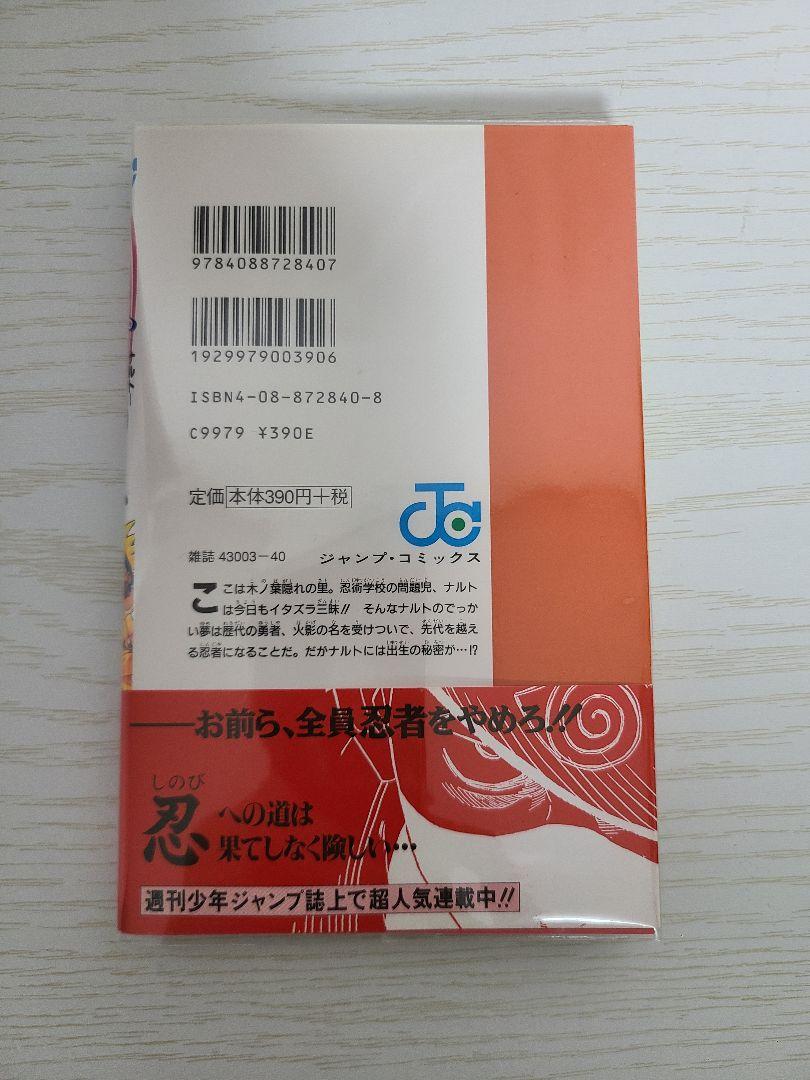 9784088728407
1929979003906
ISBN4-08-872840-8
C9979 ¥390E
定価 本体390円+税
雑誌 43003-40
ジャンプ・コミックス
ここは木ノ葉隠れの里。忍術学校の問題児、ナルト
は今日もイタズラ三昧!! そんなナルトのでっか
い夢は歴代の勇者、火影の名を受けついで、先代を越え
る忍者になることだ。だがナルトには出生の秘密が…!?
──お前ら、全員忍者をやめろ!!
しのび
忍への道は
果てしなく険しい…
週刊少年ジャンプ誌上で超人気連載中!!